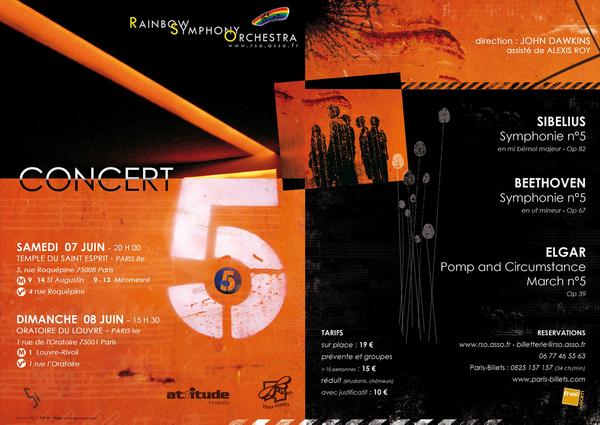 RAINBOW
SYMPHONY
ORCHESTRA
www.rso.asso.fr
CONCERT
5
5
SAMEDI 07 JUIN - 20 H 00
TEMPLE DU SAINT ESPRIT - PARIS 8e
5, rue Roquépine 75008 Paris
M 9 - 14 St Augustin 9 - 13 Miromesnil
V 4 rue Roquépine
DIMANCHE 08 JUIN - 15 H 30
ORATOIRE DU LOUVRE - PARIS Ier
1 rue de l'Oratoire 75001 Paris
M 1 Louvre-Rivoli
V 1 rue l'Oratoire
direction : JOHN DAWKINS
assisté de ALEXIS ROY
SIBELIUS
Symphonie n°5
en mi bémol majeur - Op 82
BEETHOVEN
Symphonie n°5
en ut mineur - Op 67
ELGAR
Pomp and Circumstance
March n°5
Op 39
TARIFS
sur place : 19 €
prévente et groupes
> 10 personnes : 15 €
réduit (étudiants, chômeurs)
avec justificatif : 10 €
RESERVATIONS
www.rso.asso.fr - billetterie@rso.asso.fr
06 77 46 55 63
Paris-Billets : 0825 157 157 (34 cts/min)
www.paris-billets.com
fnac